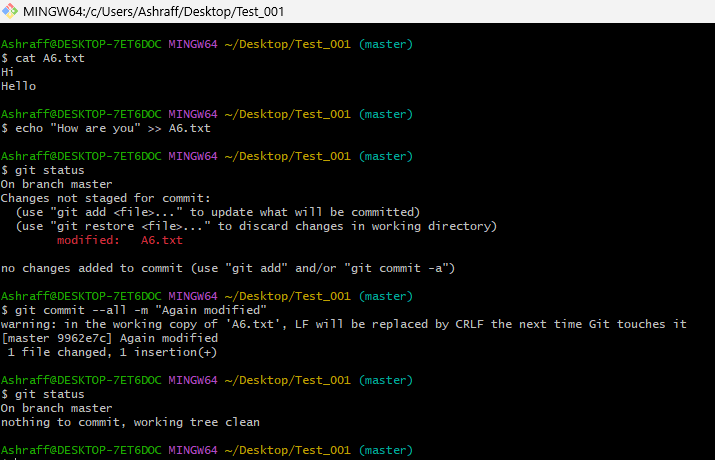 MINGW64:/c/Users/Ashraff/Desktop/Test_001
Ashraff@DESKTOP-7ET6DOC MINGW64 ~/Desktop/Test_001 (master)
$ cat A6.txt
Hi
Hello
Ashraff@DESKTOP-7ET6DOC MINGW64 ~/Desktop/Test_001 (master)
$ echo "How are you" >> A6.txt
Ashraff@DESKTOP-7ET6DOC MINGW64 ~/Desktop/Test_001 (master)
$ git status
On branch master
Changes not staged for commit:
  (use "git add <file>..." to update what will be committed)
  (use "git restore <file>..." to discard changes in working directory)
        modified:   A6.txt
no changes added to commit (use "git add" and/or "git commit -a")
Ashraff@DESKTOP-7ET6DOC MINGW64 ~/Desktop/Test_001 (master)
$ git commit --all -m "Again modified"
warning: in the working copy of 'A6.txt', LF will be replaced by CRLF the next time Git touches it
[master 9962e7c] Again modified
 1 file changed, 1 insertion(+)
Ashraff@DESKTOP-7ET6DOC MINGW64 ~/Desktop/Test_001 (master)
$ git status
On branch master
nothing to commit, working tree clean
Ashraff@DESKTOP-7ET6DOC MINGW64 ~/Desktop/Test_001 (master)